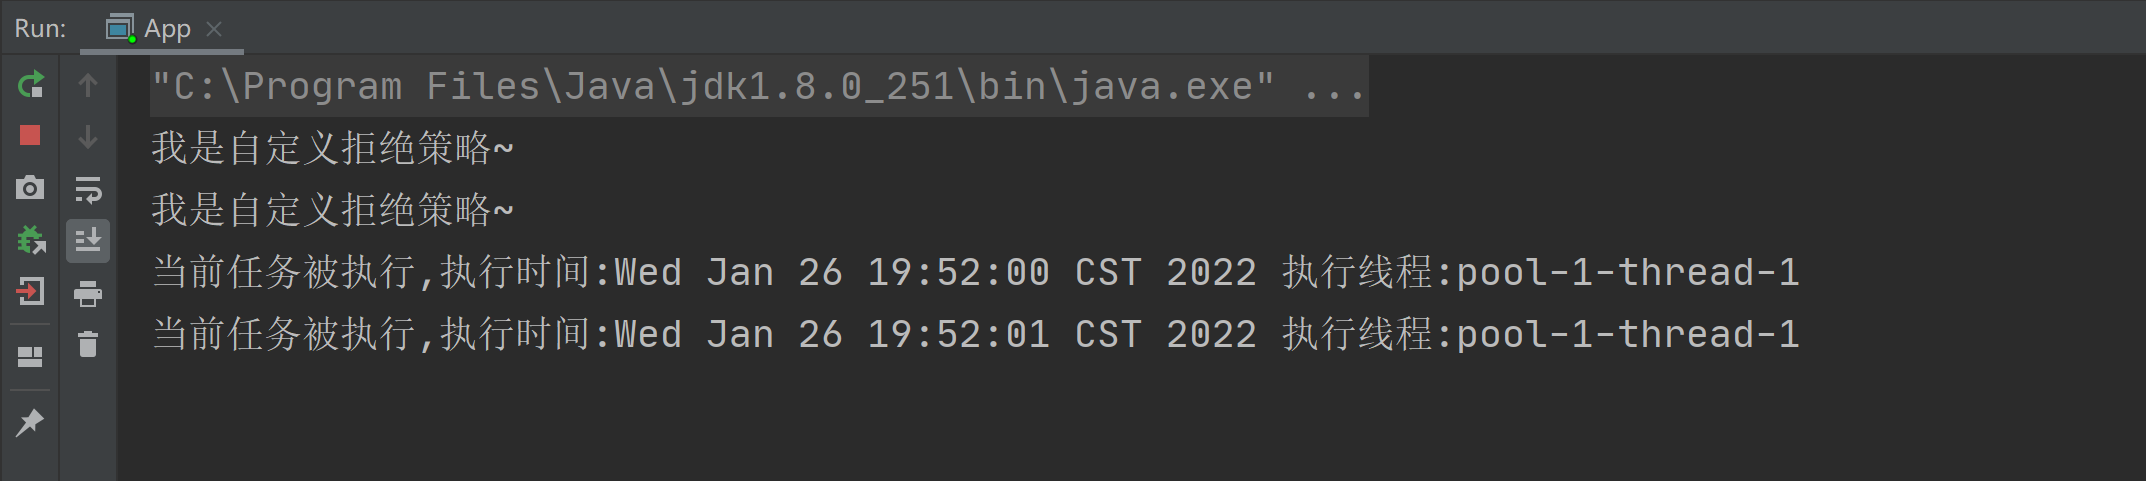 Run: App
"C:\Program Files\Java\jdk1.8.0_251\bin\java.exe" ...
我是自定义拒绝策略~
我是自定义拒绝策略~
当前任务被执行,执行时间:Wed Jan 26 19:52:00 CST 2022 执行线程:pool-1-thread-1
当前任务被执行,执行时间:Wed Jan 26 19:52:01 CST 2022 执行线程:pool-1-thread-1